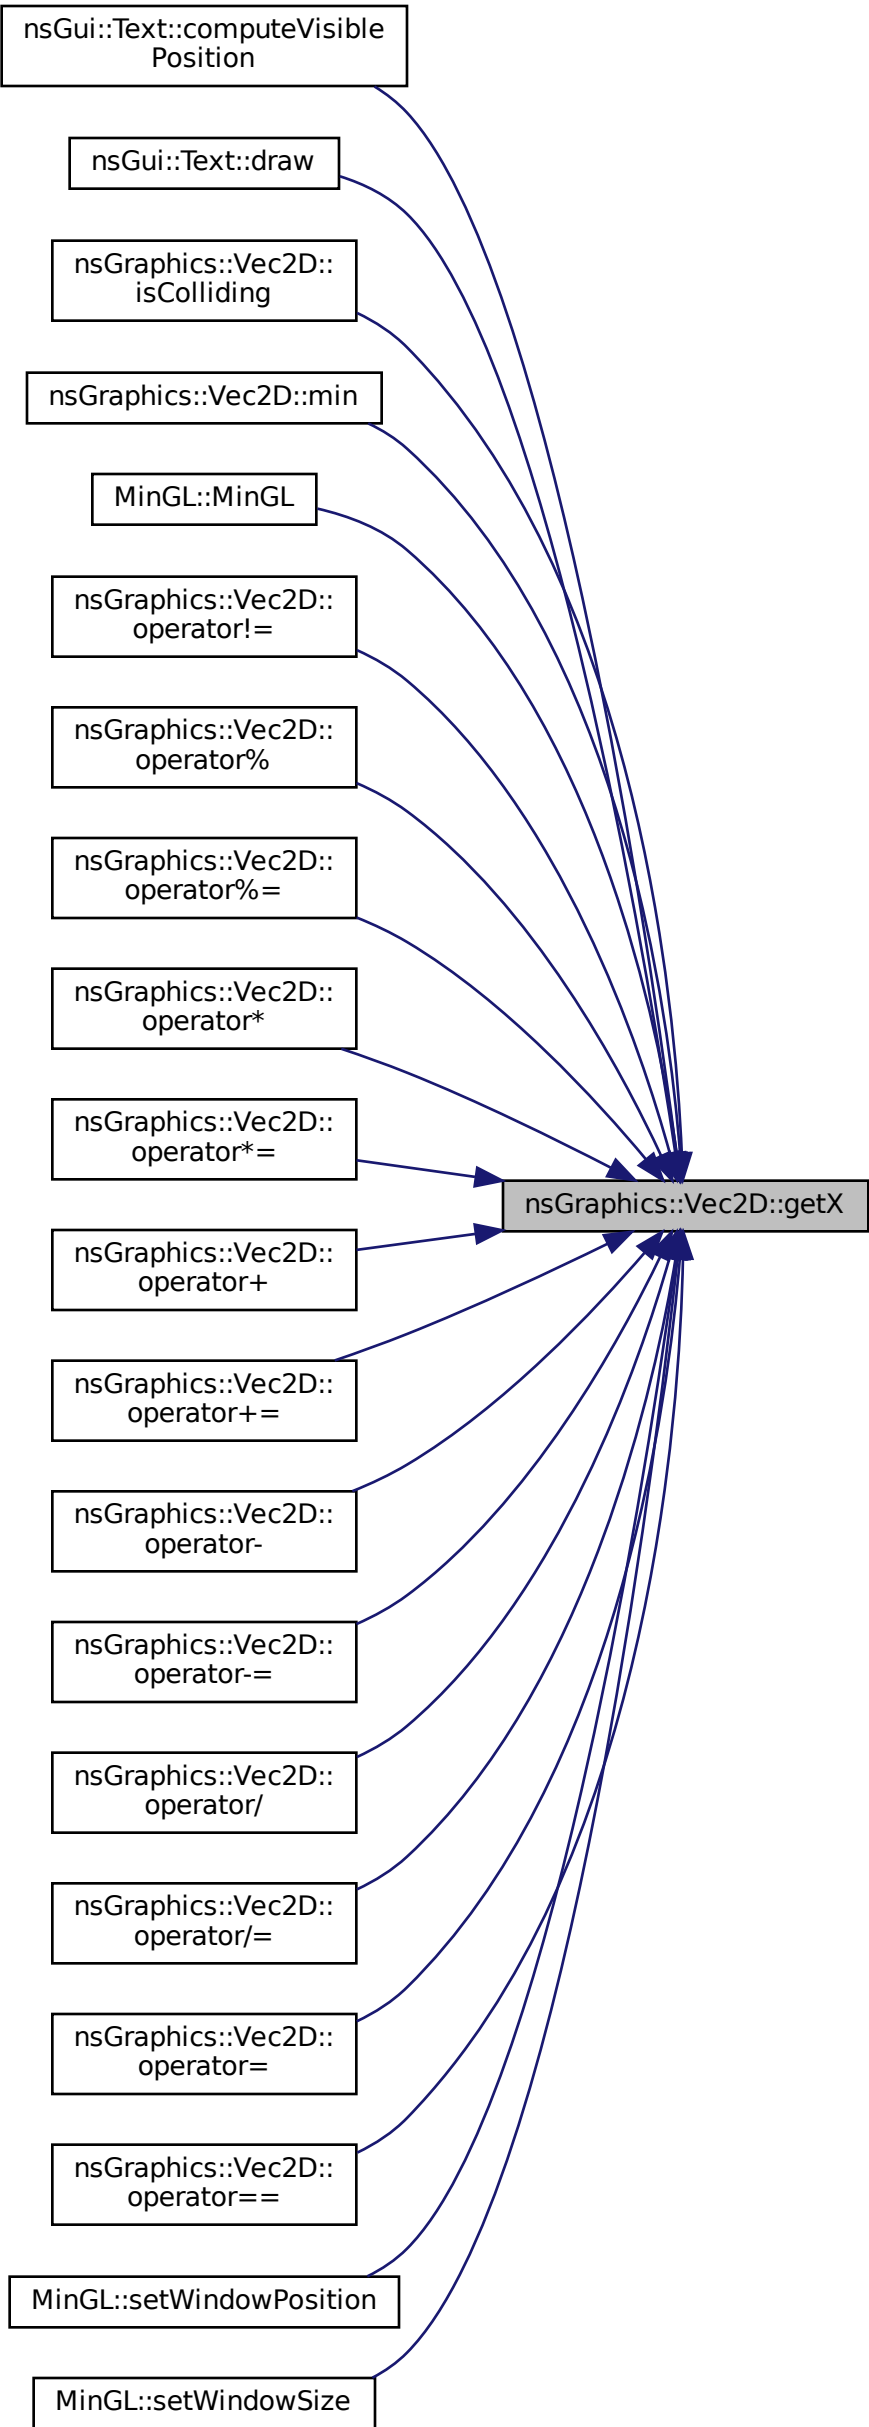 nsGui::Text::computeVisible
Position
nsGui::Text::draw
nsGraphics::Vec2D::
isColliding
nsGraphics::Vec2D::min
MinGL::MinGL
nsGraphics::Vec2D::
operator!=
nsGraphics::Vec2D::
operator%
nsGraphics::Vec2D::
operator%=
nsGraphics::Vec2D::
operator*
nsGraphics::Vec2D::
operator*=
nsGraphics::Vec2D::getX
nsGraphics::Vec2D::
operator+
nsGraphics::Vec2D::
operator+=
nsGraphics::Vec2D::
operator-
nsGraphics::Vec2D::
operator-=
nsGraphics::Vec2D::
operator/
nsGraphics::Vec2D::
operator/=
nsGraphics::Vec2D::
operator=
nsGraphics::Vec2D::
operator==
MinGL::setWindowPosition
MinGL::setWindowSize